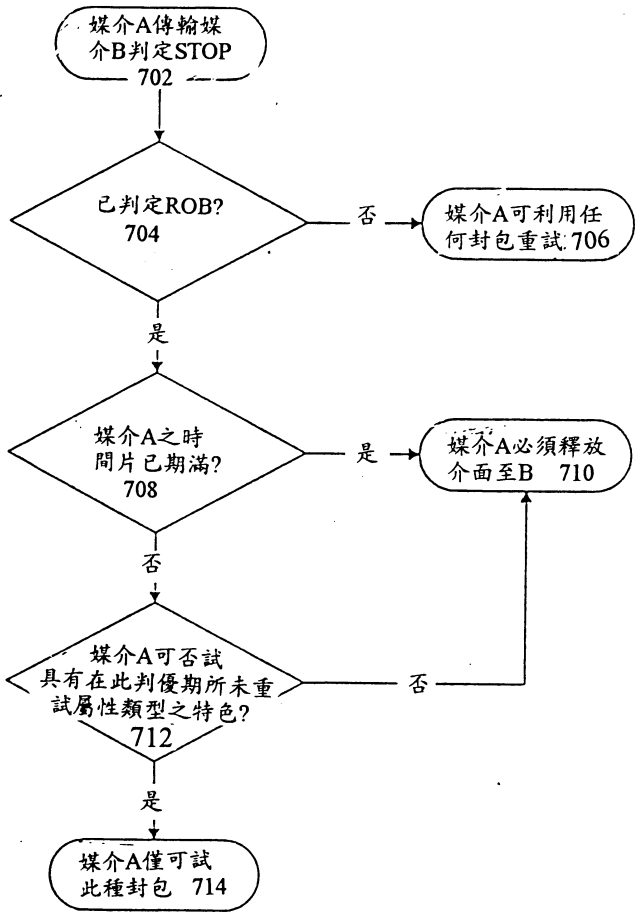 媒介A傳輸媒
介B判定STOP
702
已判定ROB?
704
否
媒介A可利用任
何封包重試 706
是
媒介A之時
間片已期滿?
708
是
媒介A必須釋放
介面至B 710
否
媒介A可否試
具有在此判優期所未重
試屬性類型之特色?
712
否
是
媒介A僅可試
此種封包 714